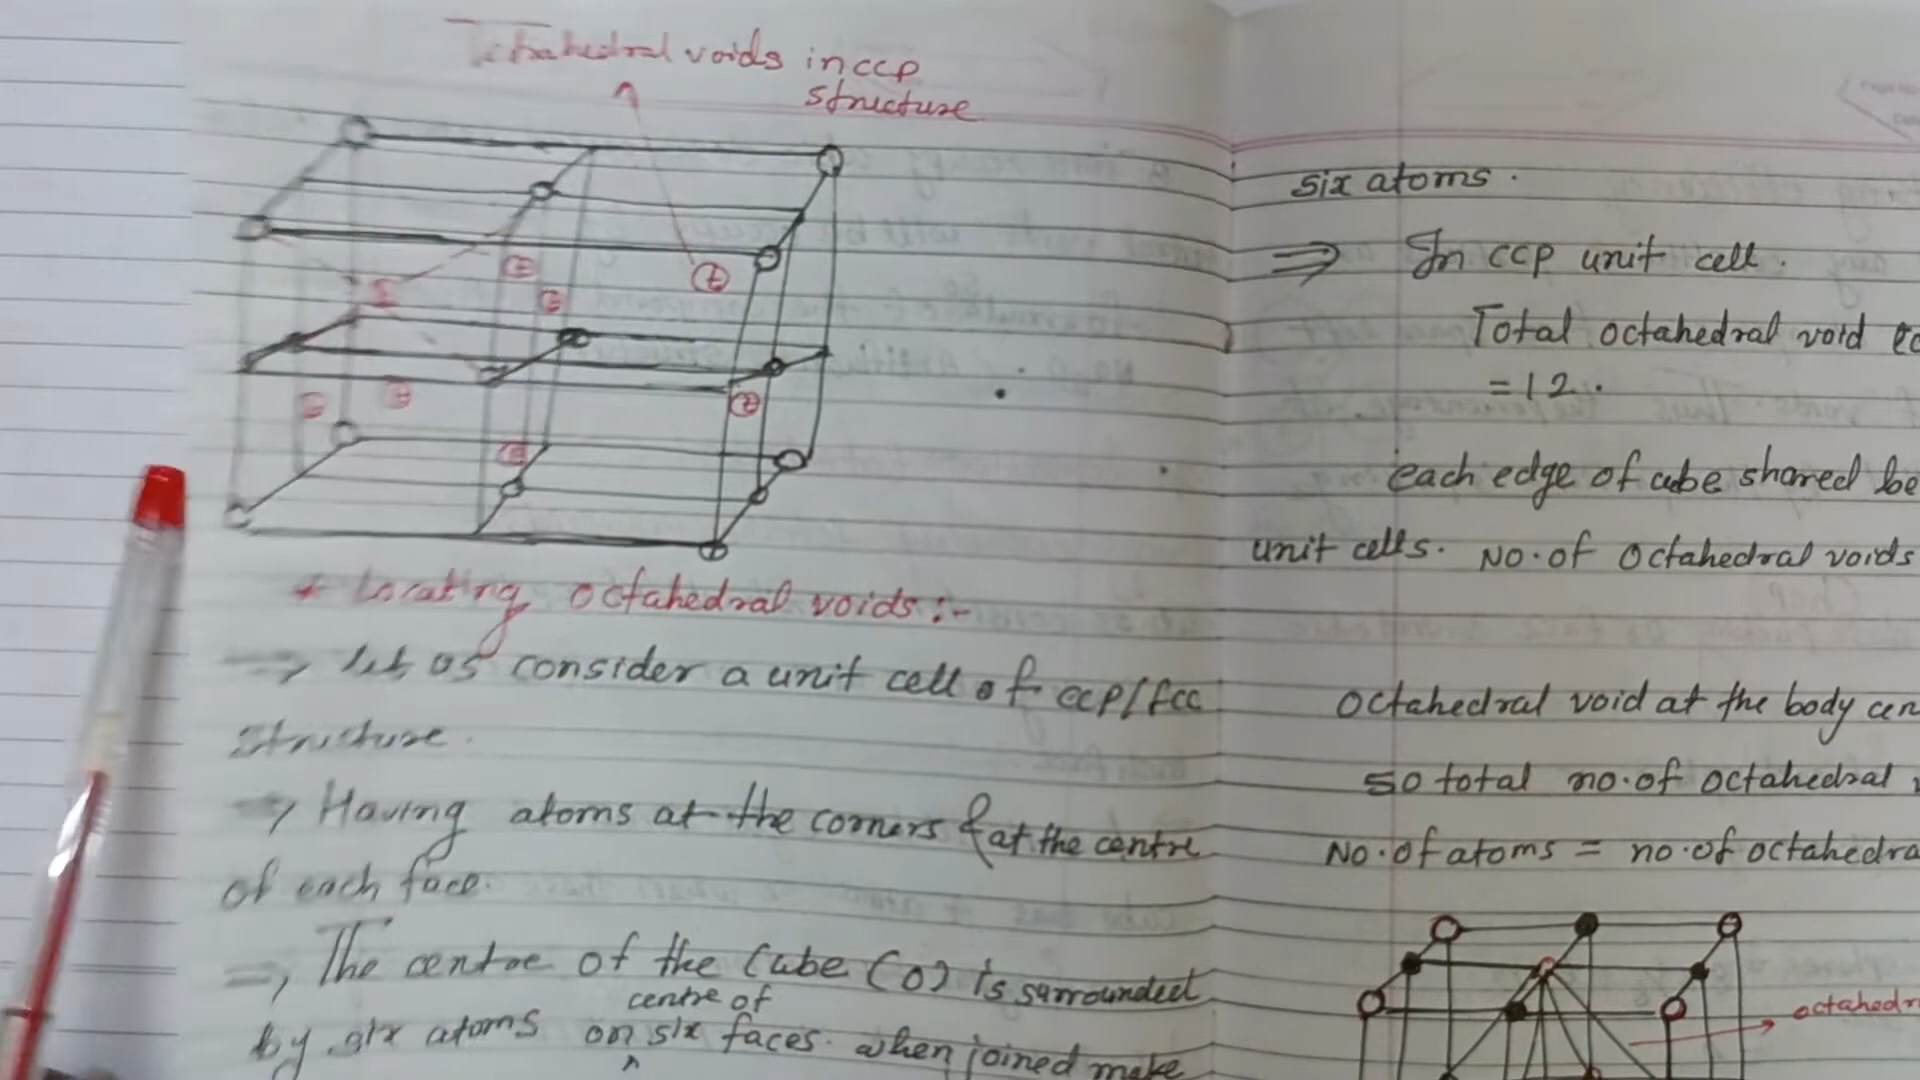 Tetrahedral voids in ccp
structure
T
T
T
T
T
T
* Locating octahedral voids :-
→ let us consider a unit cell of ccp/fcc
structure.
→ Having atoms at the corners & at the centre
of each face.
⇒, The centre of the Cube (O) is surrounded
centre of
by six atoms on six faces. when joined make
six atoms.
⇒ In ccp unit cell.
Total octahedral void
= 12.
each edge of cube shared be
unit cells. No. of octahedral voids
octahedral void at the body cen
so total no. of octahedral
No. of atoms = no. of octahedra
octahedr